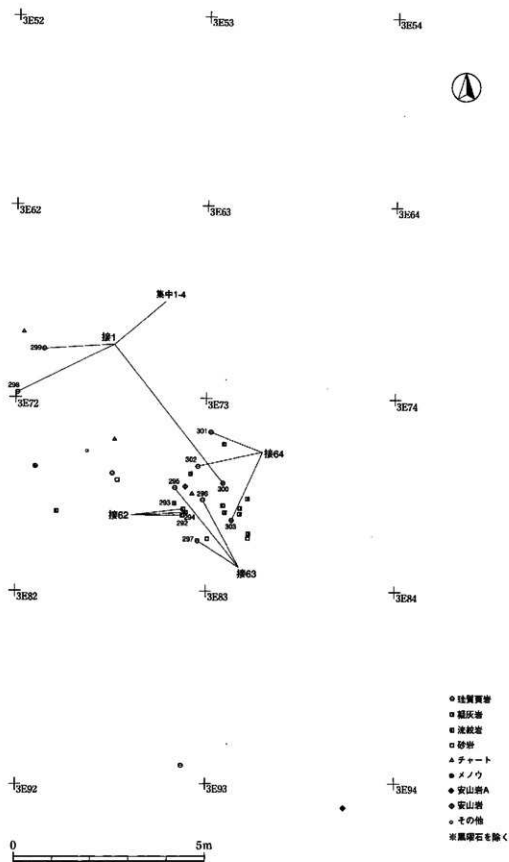 3E52
3E53
3E54
3E62
3E63
3E64
集中1-4
接1
299
298
3E72
3E73
3E74
301
接64
302
295
296
300
293
接62
294
292
303
297
接63
3E82
3E83
3E84
珪質頁岩
凝灰岩
流紋岩
砂岩
チャート
メノウ
安山岩A
安山岩
その他
※黒曜石を除く
3E92
3E93
3E94
0
5m